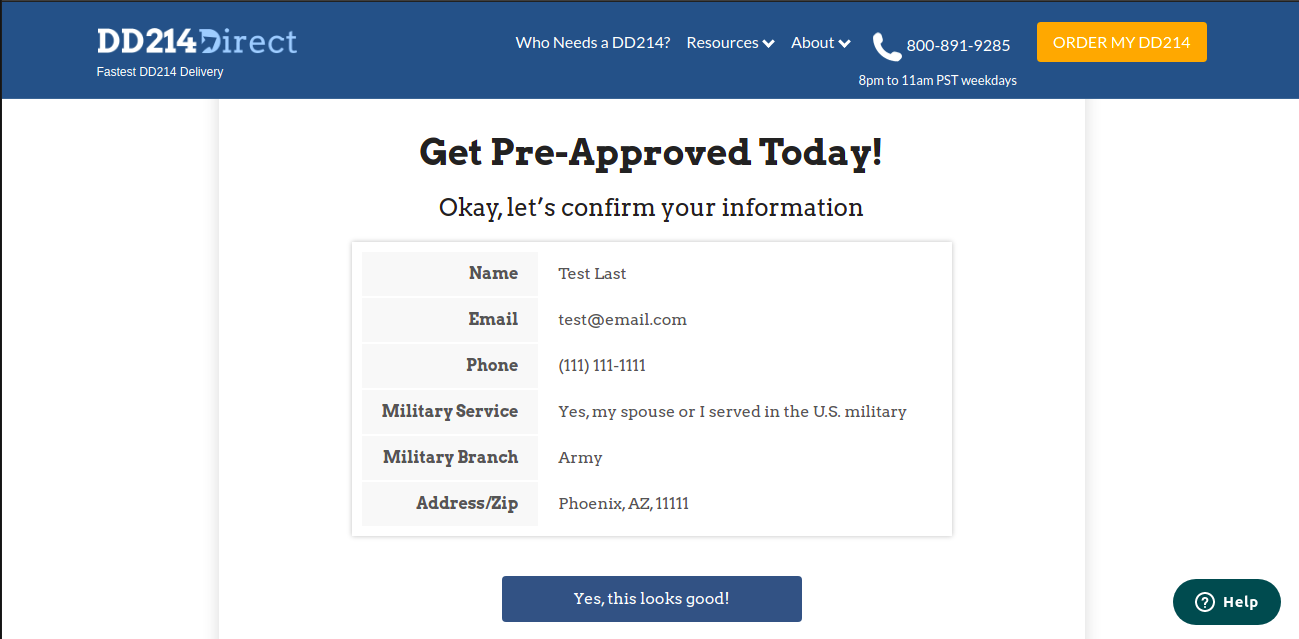 DD214Direct
Fastest DD214 Delivery
Who Needs a DD214?
Resources
About
800-891-9285
8pm to 11am PST weekdays
ORDER MY DD214
Get Pre-Approved Today!
Okay, let’s confirm your information
Name Test Last
Email test@email.com
Phone (111) 111-1111
Military Service Yes, my spouse or I served in the U.S. military
Military Branch Army
Address/Zip Phoenix, AZ, 11111
Yes, this looks good!
? Help